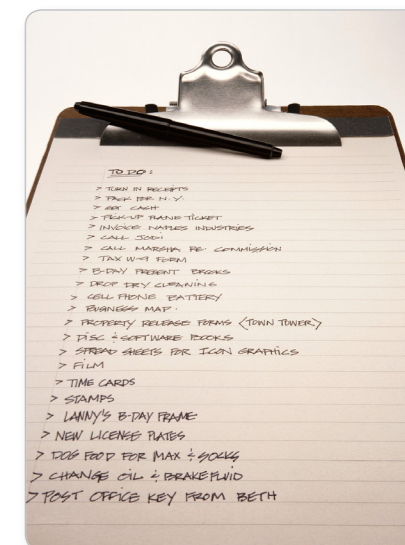 TO DO:
> TURN IN RECEIPTS
> PACK FOR N.Y.
> GET CASH
> PICK-UP PLANE TICKET
> INVOICE NAPLES INDUSTRIES
> CALL JODI
> CALL MARSHA RE COMMISSION
> TAX W-9 FORM
> B-DAY PRESENT BROOKS
> DROP DRY CLEANING
> CELL PHONE BATTERY
> BUSINESS MAP.
> PROPERTY RELEASE FORMS <TOWN TOWER>
> DISC & SOFTWARE BOOKS
> SPREAD SHEETS FOR ICON GRAPHICS
> FILM
> TIME CARDS
> STAMPS
> LANNY'S B-DAY FRAME
> NEW LICENSE PLATES
> DOG FOOD FOR MAX & SOCKS
> CHANGE OIL & BRAKE FLUID
> POST OFFICE KEY FROM BETH